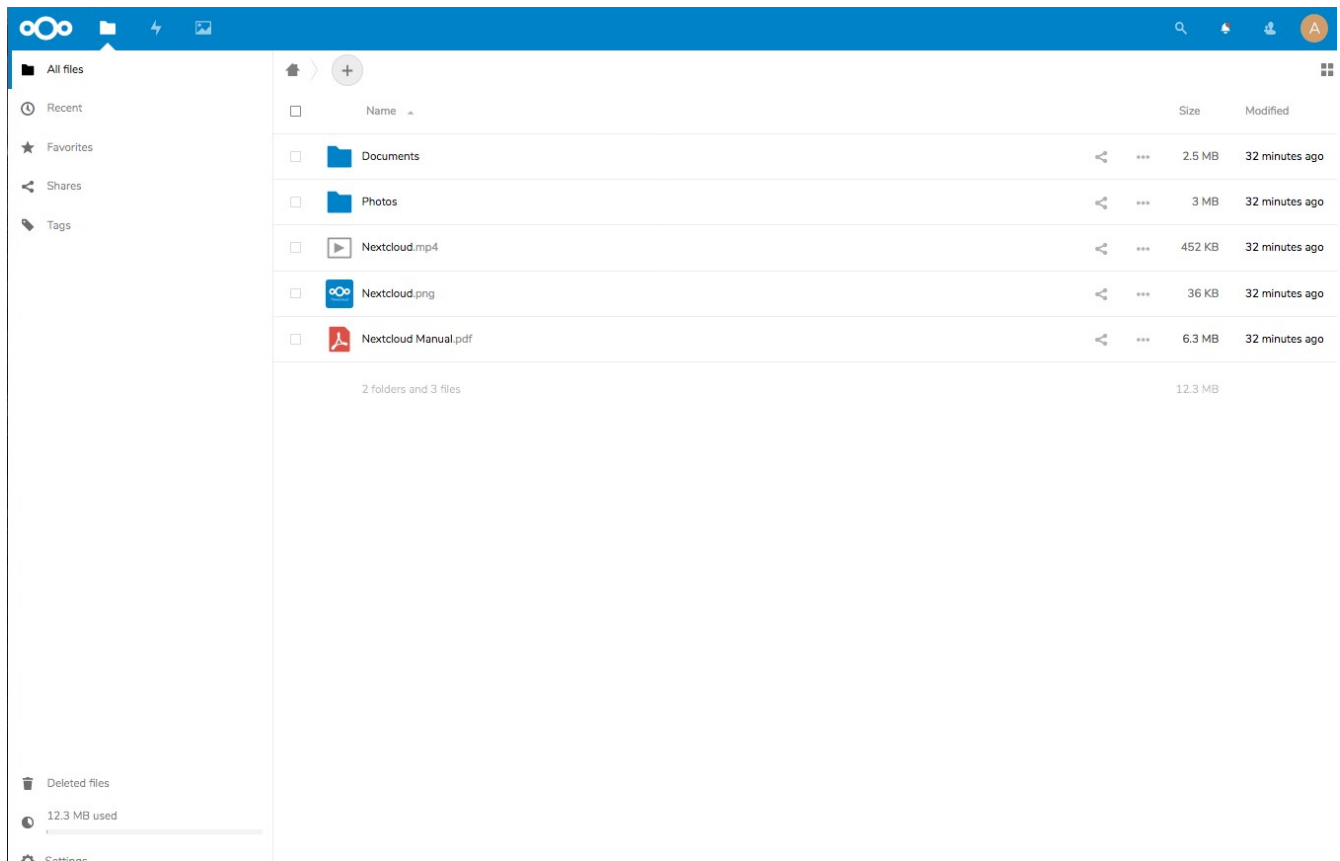 A
All files
Recent
Favorites
Shares
Tags
Name Size Modified
Documents 2.5 MB 32 minutes ago
Photos 3 MB 32 minutes ago
Nextcloud.mp4 452 KB 32 minutes ago
Nextcloud.png 36 KB 32 minutes ago
Nextcloud Manual.pdf 6.3 MB 32 minutes ago
2 folders and 3 files 12.3 MB
Deleted files
12.3 MB used
Settings